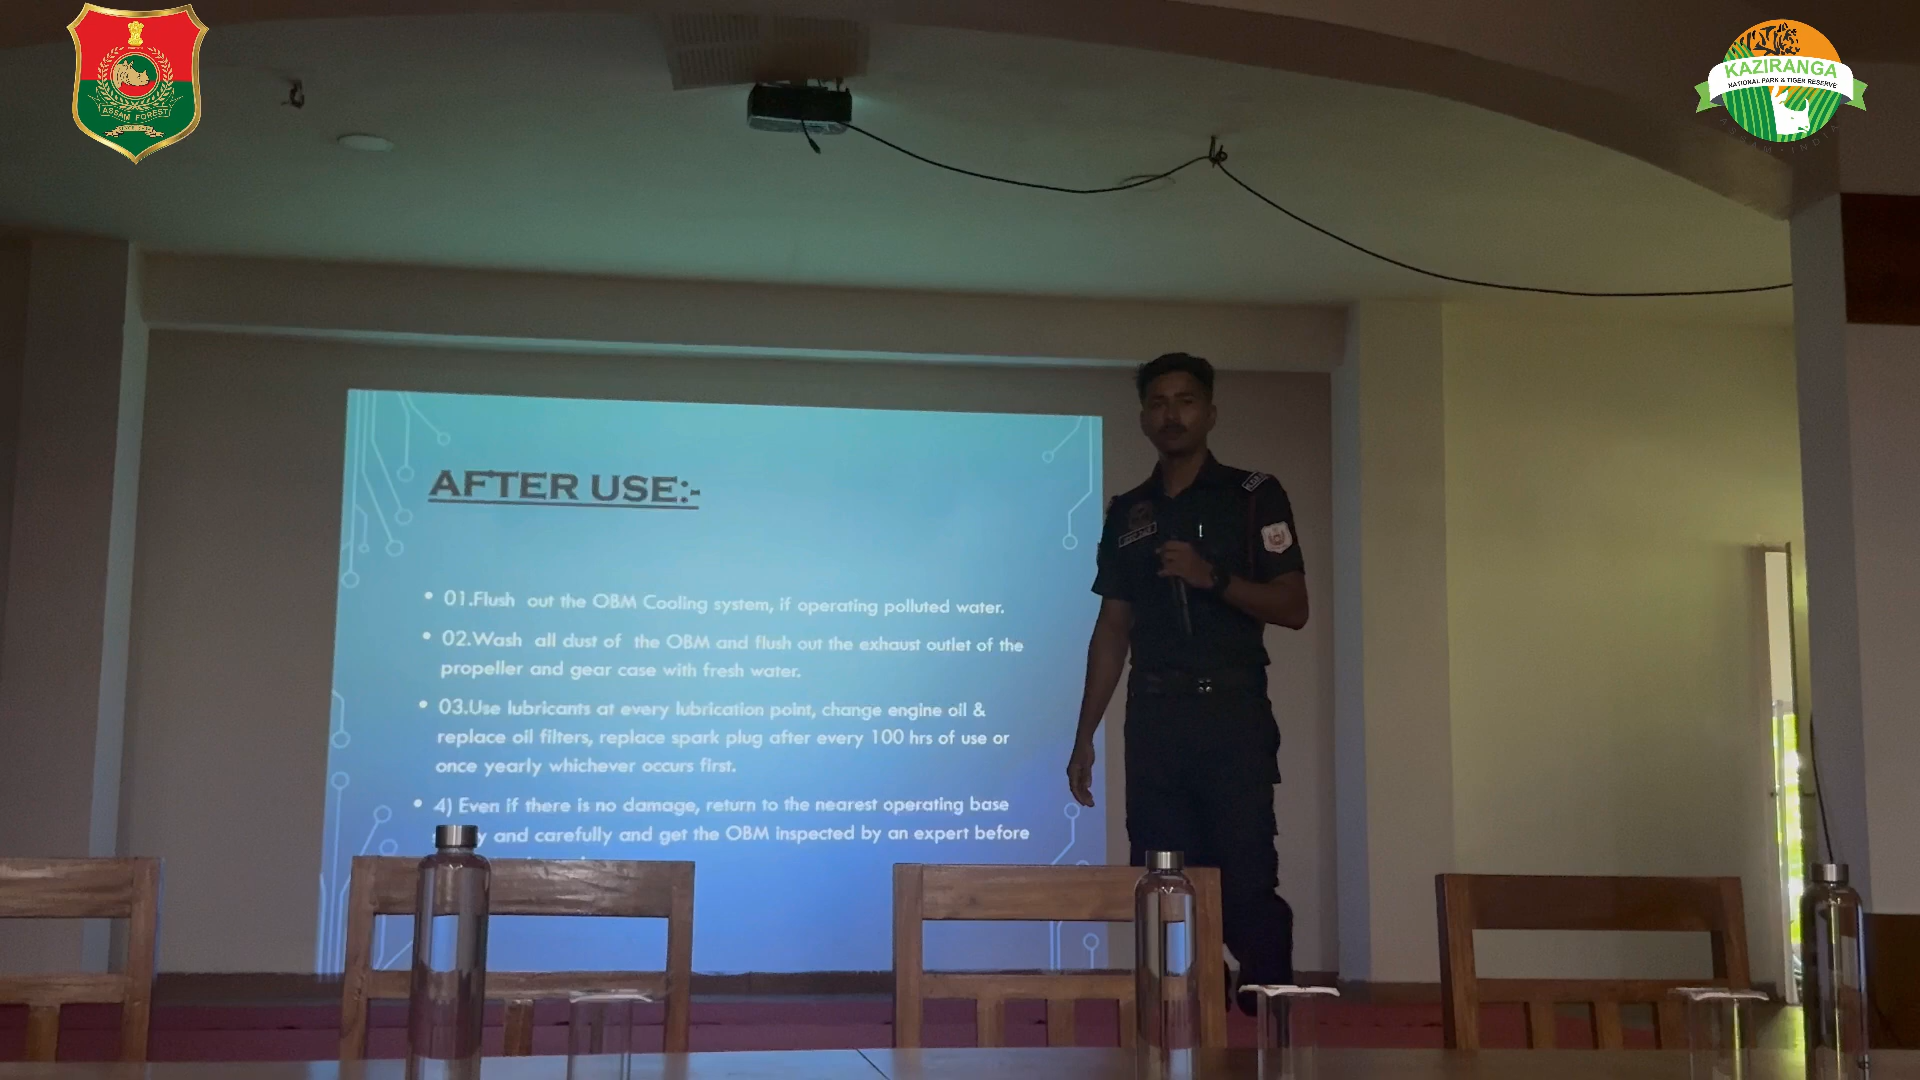 ASSAM FOREST
KAZIRANGA
NATIONAL PARK & TIGER RESERVE
ASSAM - INDIA
AFTER USE:-
• 01.Flush out the OBM Cooling system, if operating polluted water.
• 02.Wash all dust of the OBM and flush out the exhaust outlet of the
propeller and gear case with fresh water.
• 03.Use lubricants at every lubrication point, change engine oil &
replace oil filters, replace spark plug after every 100 hrs of use or
once yearly whichever occurs first.
• 4) Even if there is no damage, return to the nearest operating base
and carefully and get the OBM inspected by an expert before